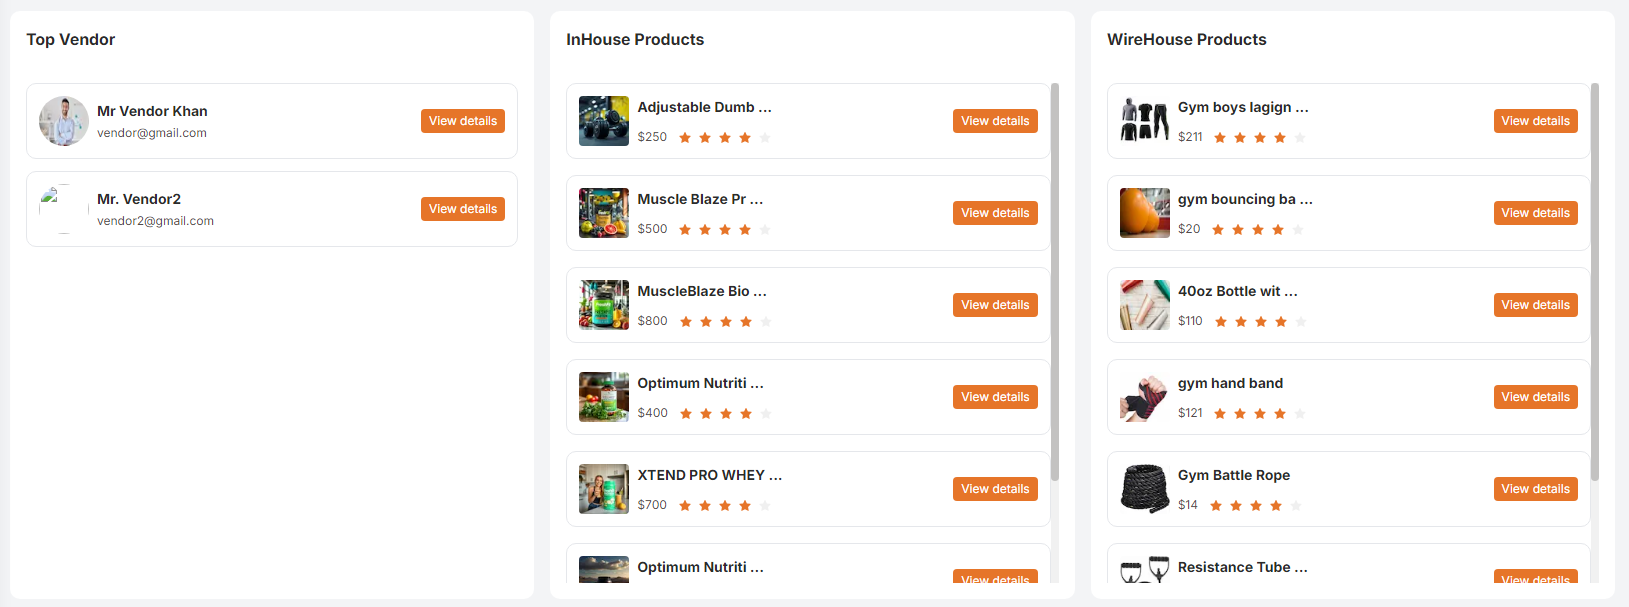 Top Vendor
Mr Vendor Khan
vendor@gmail.com
View details
Mr. Vendor2
vendor2@gmail.com
View details
InHouse Products
Adjustable Dumb ...
$250
View details
Muscle Blaze Pr ...
$500
View details
MuscleBlaze Bio ...
$800
View details
Optimum Nutriti ...
$400
View details
XTEND PRO WHEY ...
$700
View details
Optimum Nutriti ...
View details
WireHouse Products
Gym boys lagign ...
$211
View details
gym bouncing ba ...
$20
View details
40oz Bottle wit ...
$110
View details
gym hand band
$121
View details
Gym Battle Rope
$14
View details
Resistance Tube ...
View details